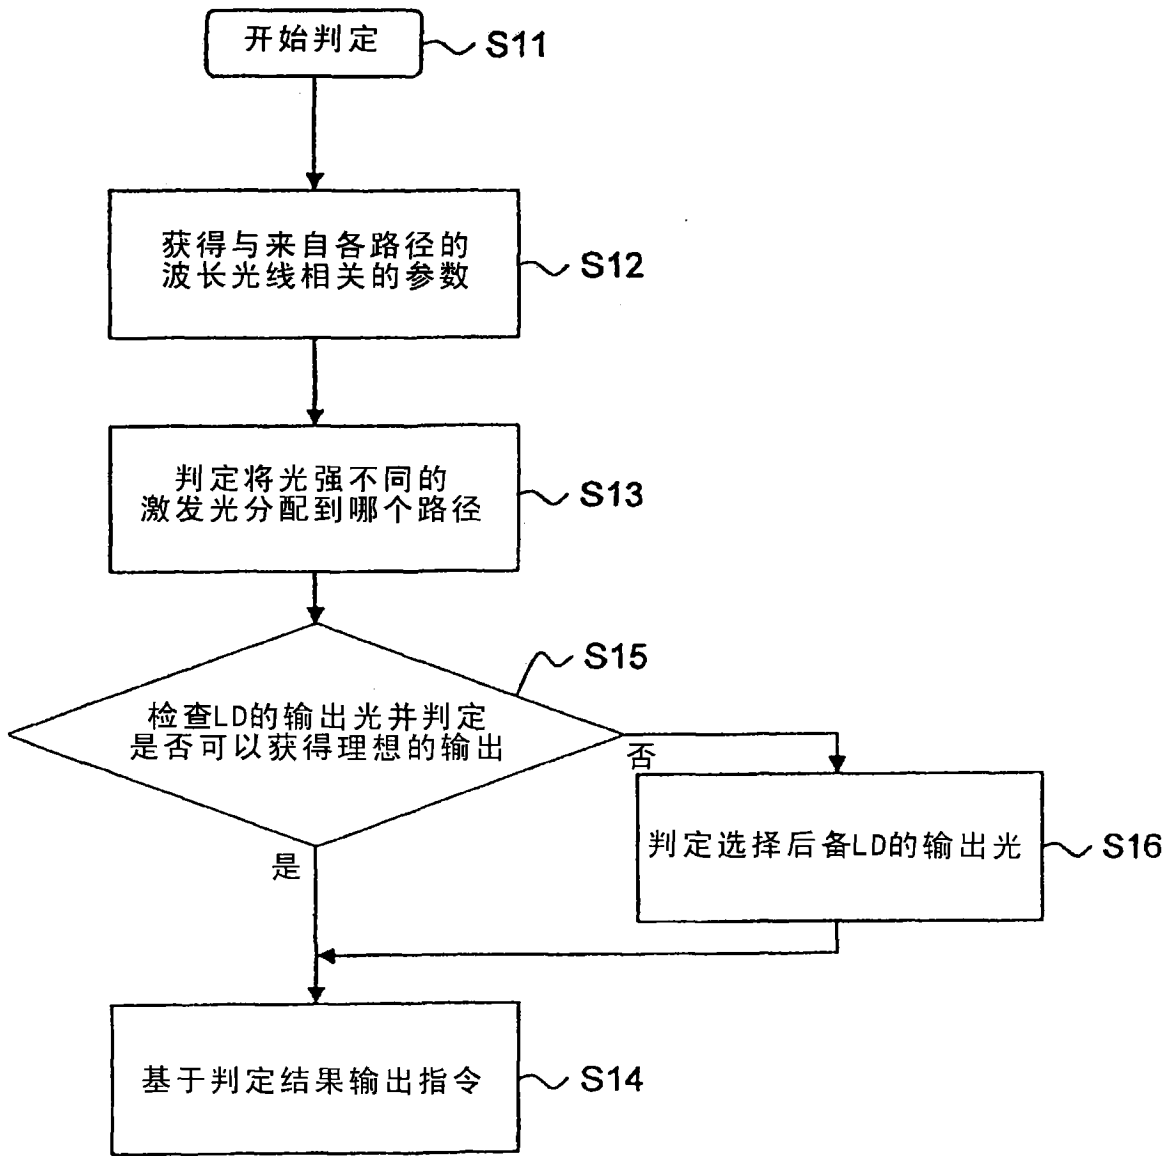 开始判定
S11
获得与来自各路径的
波长光线相关的参数
S12
判定将光强不同的
激发光分配到哪个路径
S13
检查LD的输出光并判定
是否可以获得理想的输出
S15
否
是
判定选择后备LD的输出光
S16
基于判定结果输出指令
S14